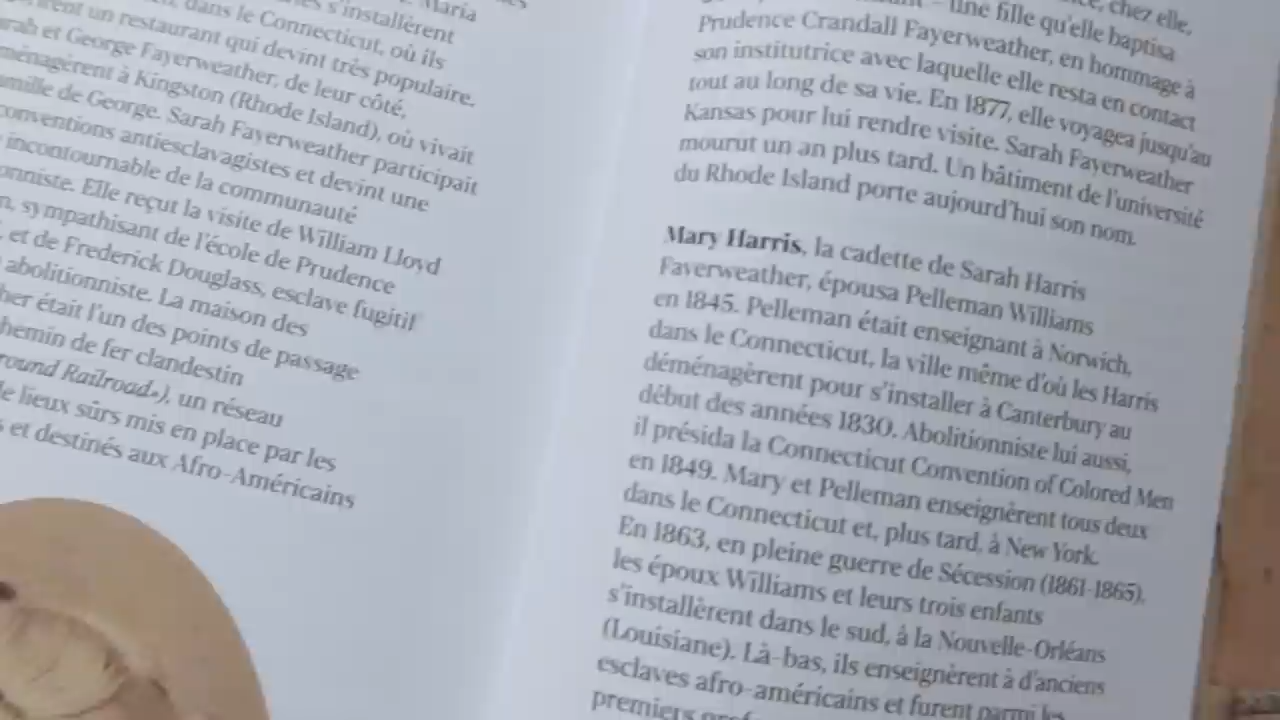 Maria
s'installèrent
dans le Connecticut, où ils
un restaurant qui devint très populaire.
et George Fayerweather, de leur côté,
à Kingston (Rhode Island), où vivait
de George. Sarah Fayerweather participait
conventions antiesclavagistes et devint une
incontournable de la communauté
Elle reçut la visite de William Lloyd
sympathisant de l'école de Prudence
et de Frederick Douglass, esclave fugitif
abolitionniste. La maison des
était l'un des points de passage
chemin de fer clandestin
Railroad»), un réseau
de lieux sûrs mis en place par les
et destinés aux Afro-Américains
chez elle,
– une fille qu'elle baptisa
Prudence Crandall Fayerweather, en hommage à
son institutrice avec laquelle elle resta en contact
tout au long de sa vie. En 1877, elle voyagea jusqu'au
Kansas pour lui rendre visite. Sarah Fayerweather
mourut un an plus tard. Un bâtiment de l'université
du Rhode Island porte aujourd'hui son nom.
Mary Harris, la cadette de Sarah Harris
Fayerweather, épousa Pelleman Williams
en 1845. Pelleman était enseignant à Norwich,
dans le Connecticut, la ville même d'où les Harris
déménagèrent pour s'installer à Canterbury au
début des années 1830. Abolitionniste lui aussi,
il présida la Connecticut Convention of Colored Men
en 1849. Mary et Pelleman enseignèrent tous deux
dans le Connecticut et, plus tard, à New York.
En 1863, en pleine guerre de Sécession (1861-1865),
les époux Williams et leurs trois enfants
s'installèrent dans le sud, à la Nouvelle-Orléans
(Louisiane). Là-bas, ils enseignèrent à d'anciens
esclaves afro-américains et furent parmi les
premiers